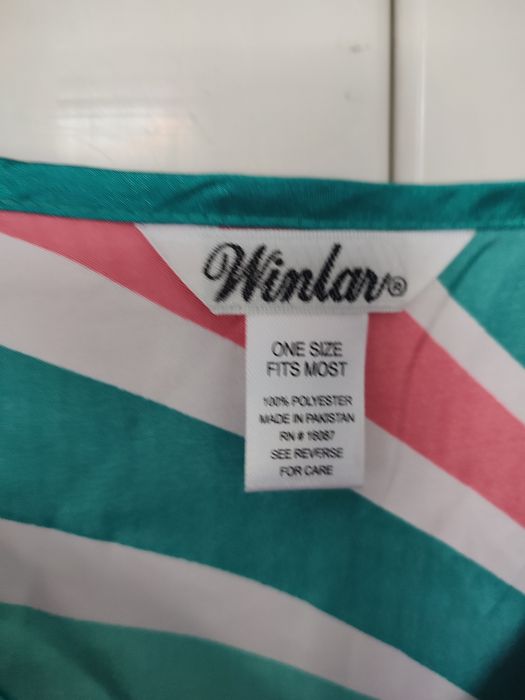 Winlar®
ONE SIZE
FITS MOST
100% POLYESTER
MADE IN PAKISTAN
RN # 16087
SEE REVERSE
FOR CARE